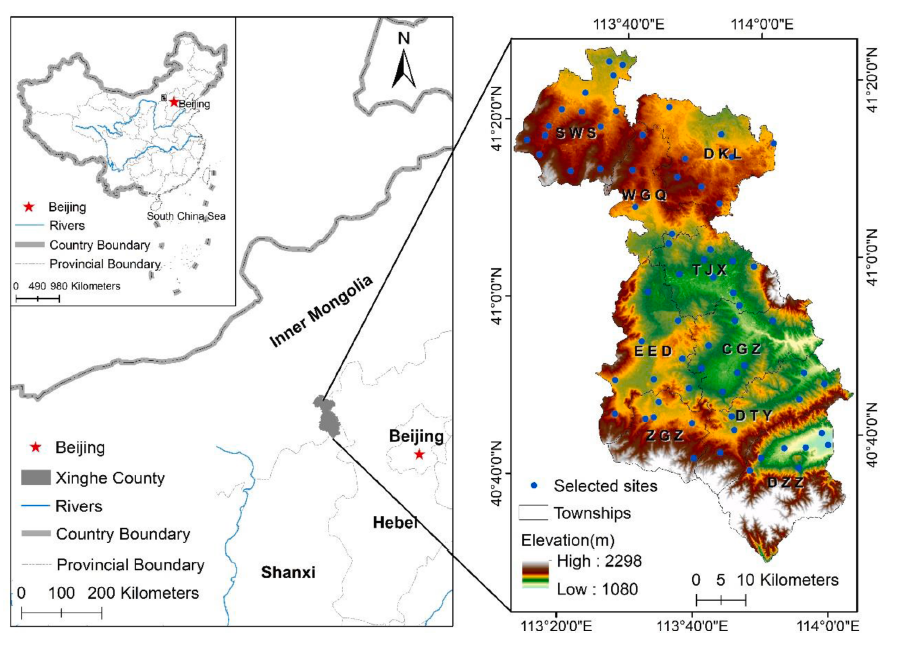 Beijing
South China Sea
Beijing
Rivers
Country Boundary
Provincial Boundary
0 490 980 Kilometers
N
Inner Mongolia
Beijing
Hebel
Shanxi
Beijing
Xinghe County
Rivers
Country Boundary
Provincial Boundary
0 100 200 Kilometers
113°40'0"E 114°0'0"E
41°20'0"N
41°20'0"N
SWS
DKL
WGQ
41°0'0"N
TJX
41°0'0"N
EED
CGZ
DTY
ZGZ
40°40'0"N
40°40'0"N
DZZ
Selected sites
Townships
Elevation(m)
High : 2298
Low : 1080
0 5 10 Kilometers
113°20'0"E 113°40'0"E 114°0'0"E